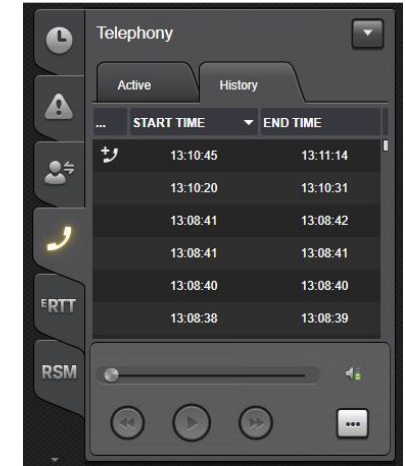 Telephony
Active History
... START TIME END TIME
13:10:45 13:11:14
13:10:20 13:10:31
13:08:41 13:08:42
13:08:41 13:08:41
13:08:40 13:08:40
13:08:38 13:08:39
ERTT
RSM
...